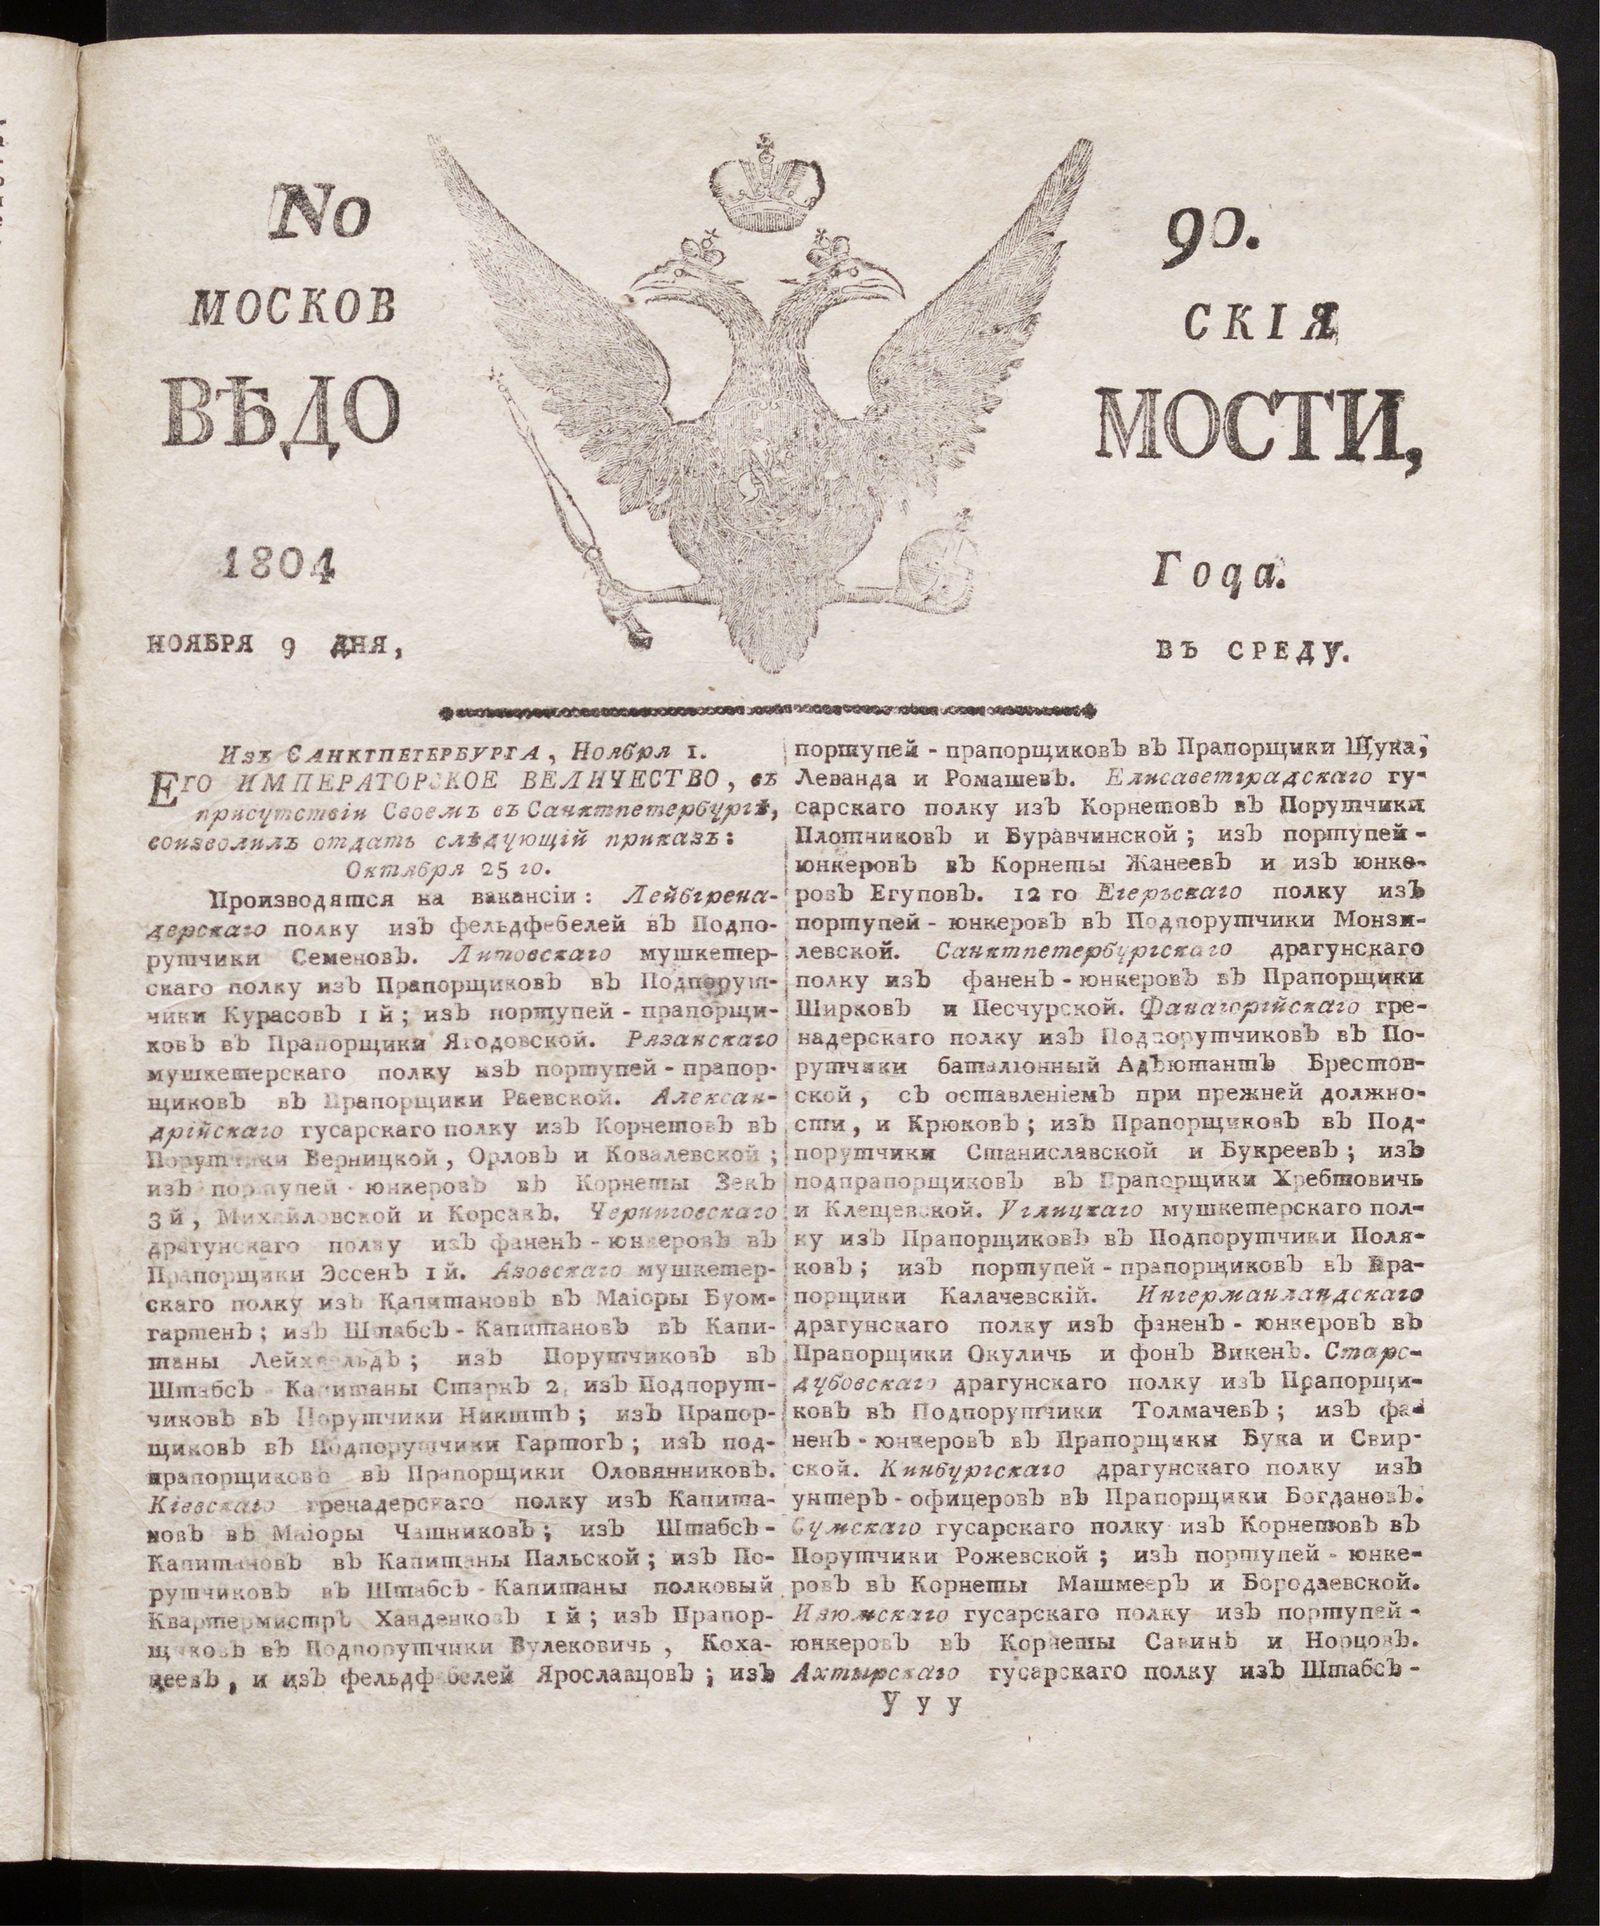 No 90.
МОСКОВ СКІЯ
ВѢДО МОСТИ,
1804 Года.
НОЯБРЯ 9 ДНЯ, ВЪ СРЕДУ.
Изъ Санктпетербурга, Ноября 1.
Его ИМПЕРАТОРСКОЕ ВЕЛИЧЕСТВО, въ
присутствіи Своемъ въ Санктпетербургѣ,
соизволилъ отдать слѣдующій приказъ:
Октября 25 го.
Производятся на вакансіи: Лейбгрена-
дерскаго полку изъ фельдфебелей въ Подпо-
рутчики Семеновъ. Литовскаго мушкетер-
скаго полку изъ Прапорщиковъ въ Подпорут-
чики Курасовъ 1 й; изъ портупей-прапорщи-
ковъ въ Прапорщики Ягодовской. Рязанскаго
мушкетерскаго полку изъ портупей-прапор-
щиковъ въ Прапорщики Раевской. Алексан-
дрійскаго гусарскаго полку изъ Корнетовъ въ
Порутчики Верницкой, Орловъ и Ковалевской;
изъ портупей-юнкеровъ въ Корнеты Зекъ
3 й, Михайловской и Корсакъ. Черниговскаго
драгунскаго полку изъ фаненъ-юнкеровъ въ
Прапорщики Эссенъ 1 й. Азовскаго мушкетер-
скаго полку изъ Капитановъ въ Маіоры Буом-
гартенъ; изъ Штабсъ-Капитановъ въ Капи-
таны; изъ Порутчиковъ въ
Штабсъ-Капитаны Старкъ 2, изъ Подпорут-
чиковъ въ Порутчики Никштъ; изъ Прапор-
щиковъ въ Подпорутчики Гартогъ; изъ под-
прапорщиковъ въ Прапорщики Оловянниковъ.
Кіевскаго гренадерскаго полку изъ Капита-
новъ въ Маіоры Чашниковъ; изъ Штабсъ-
Капитановъ въ Капитаны Пальской; изъ По-
рутчиковъ въ Штабсъ-Капитаны полковый
Квартермистръ Ханденковъ 1 й; изъ Прапор-
щиковъ въ Подпорутчики Вулековичь, Коха-
неевъ, и изъ фельдфебелей Ярославцовъ; изъ
портупей-прапорщиковъ въ Прапорщики Щука,
Леванда и Ромашевъ. Елисаветградскаго гу-
сарскаго полку изъ Корнетовъ въ Порутчики
Плотниковъ и Буравчинской; изъ портупей-
юнкеровъ въ Корнеты Жанеевъ и изъ юнке-
ровъ Егуповъ. 12 го Егерьскаго полку изъ
портупей-юнкеровъ въ Подпорутчики Монзи-
левской. Санктпетербургскаго драгунскаго
полку изъ фаненъ-юнкеровъ въ Прапорщики
Ширковъ и Песчурской. Фанагорійскаго гре-
надерскаго полку изъ Подпорутчиковъ въ По-
рутчики баталіонный Адъютантъ Брестов-
ской, съ оставленіемъ при прежней должно-
сти, и Крюковъ; изъ Прапорщиковъ въ Под-
порутчики Станиславской и Букреевъ; изъ
подпрапорщиковъ въ Прапорщики Хребтовичь
и Клещевской. Углицкаго мушкетерскаго пол-
ку изъ Прапорщиковъ въ Подпорутчики Поля-
ковъ; изъ портупей-прапорщиковъ въ Пра-
порщики Калачевскій. Ингерманландскаго
драгунскаго полку изъ фаненъ-юнкеровъ въ
Прапорщики Окуличь и фонъ Викенъ. Старо-
дубовскаго драгунскаго полку изъ Прапорщи-
ковъ въ Подпорутчики Толмачевъ; изъ фа-
ненъ-юнкеровъ въ Прапорщики Бука и Свир-
ской. Кинбургскаго драгунскаго полку изъ
унтеръ-офицеровъ въ Прапорщики Богдановъ.
Сумскаго гусарскаго полку изъ Корнетовъ въ
Порутчики Рожевской; изъ портупей-юнке-
ровъ въ Корнеты Машмееръ и Бородаевской.
Изюмскаго гусарскаго полку изъ портупей-
юнкеровъ въ Корнеты Савинъ и Норцовъ.
Ахтырскаго гусарскаго полку изъ Штабсъ-
У у у